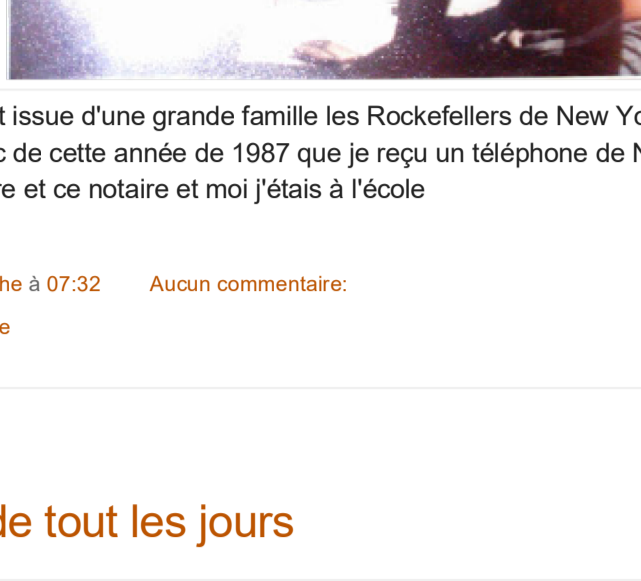 t issue d'une grande famille les Rockefellers de New Yo
c de cette année de 1987 que je reçu un téléphone de N
re et ce notaire et moi j'étais à l'école
he à 07:32 Aucun commentaire:
e
de tout les jours